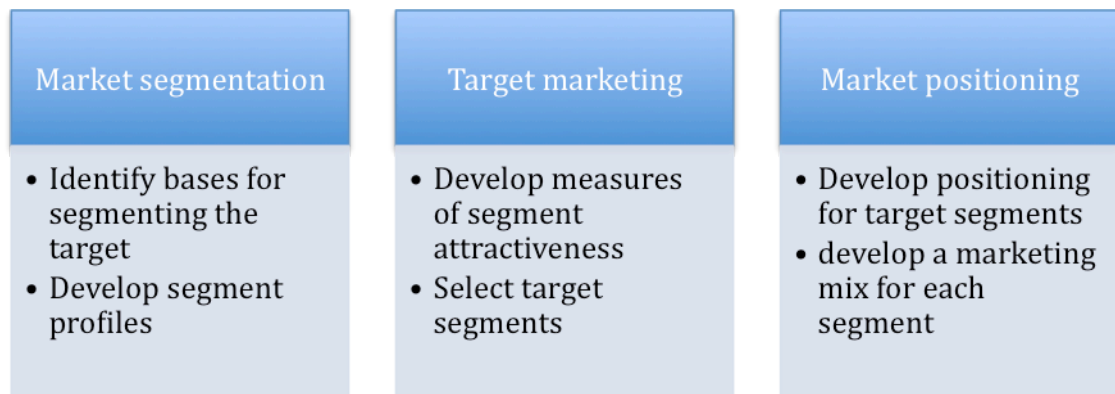 Market segmentation
• Identify bases for
segmenting the
target
• Develop segment
profiles
Target marketing
• Develop measures
of segment
attractiveness
• Select target
segments
Market positioning
• Develop positioning
for target segments
• develop a marketing
mix for each
segment